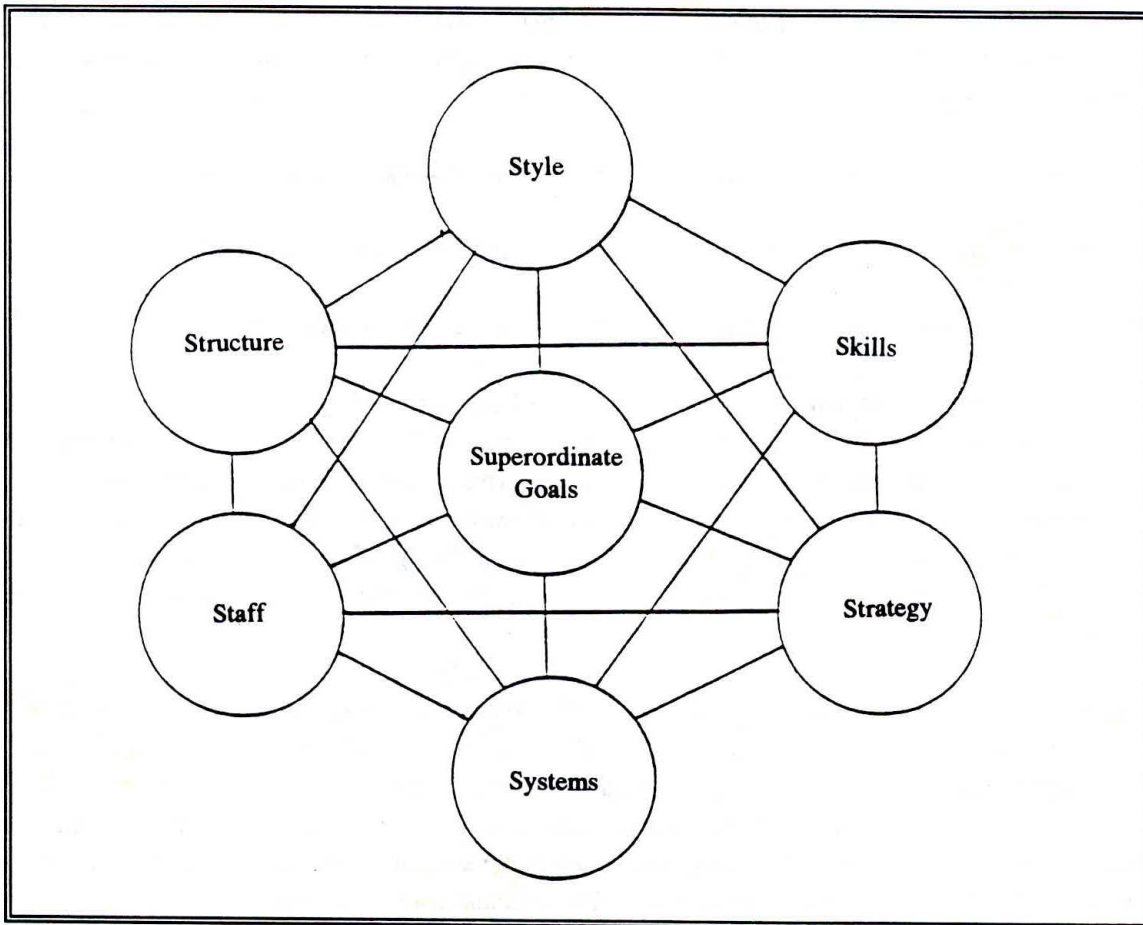 Style
Structure
Skills
Superordinate
Goals
Staff
Strategy
Systems